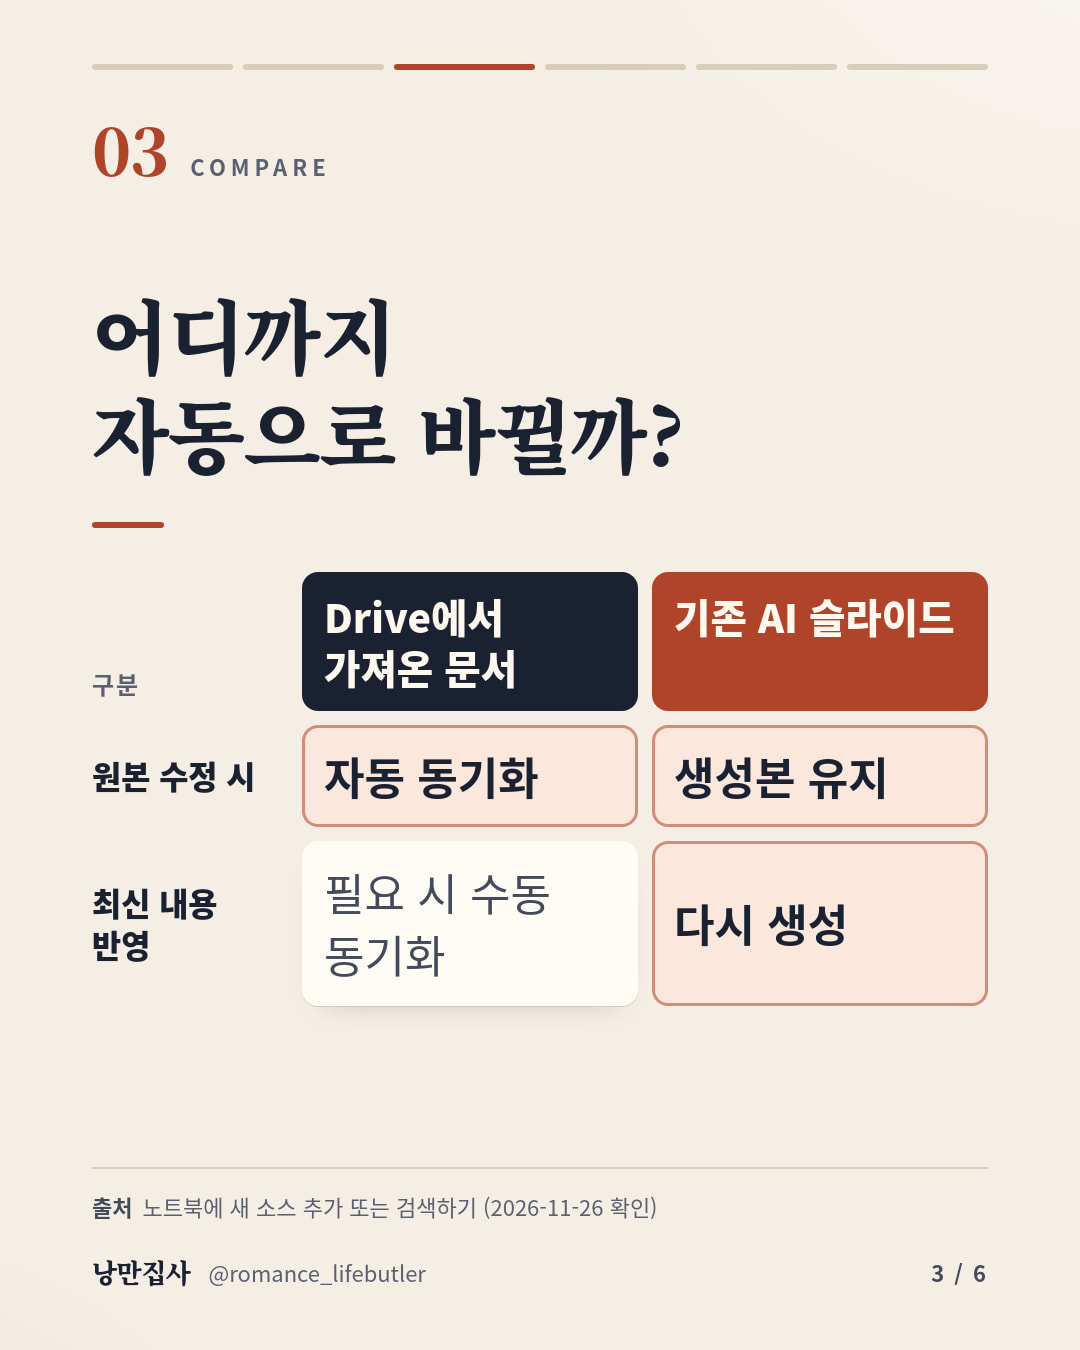 03 COMPARE
어디까지
자동으로 바뀔까?
구분
Drive에서
가져온 문서
기존 AI 슬라이드
원본 수정 시
자동 동기화
생성본 유지
최신 내용
반영
필요 시 수동
동기화
다시 생성
출처 노트북에 새 소스 추가 또는 검색하기 (2026-11-26 확인)
낭만집사 @romance_lifebutler
3 / 6